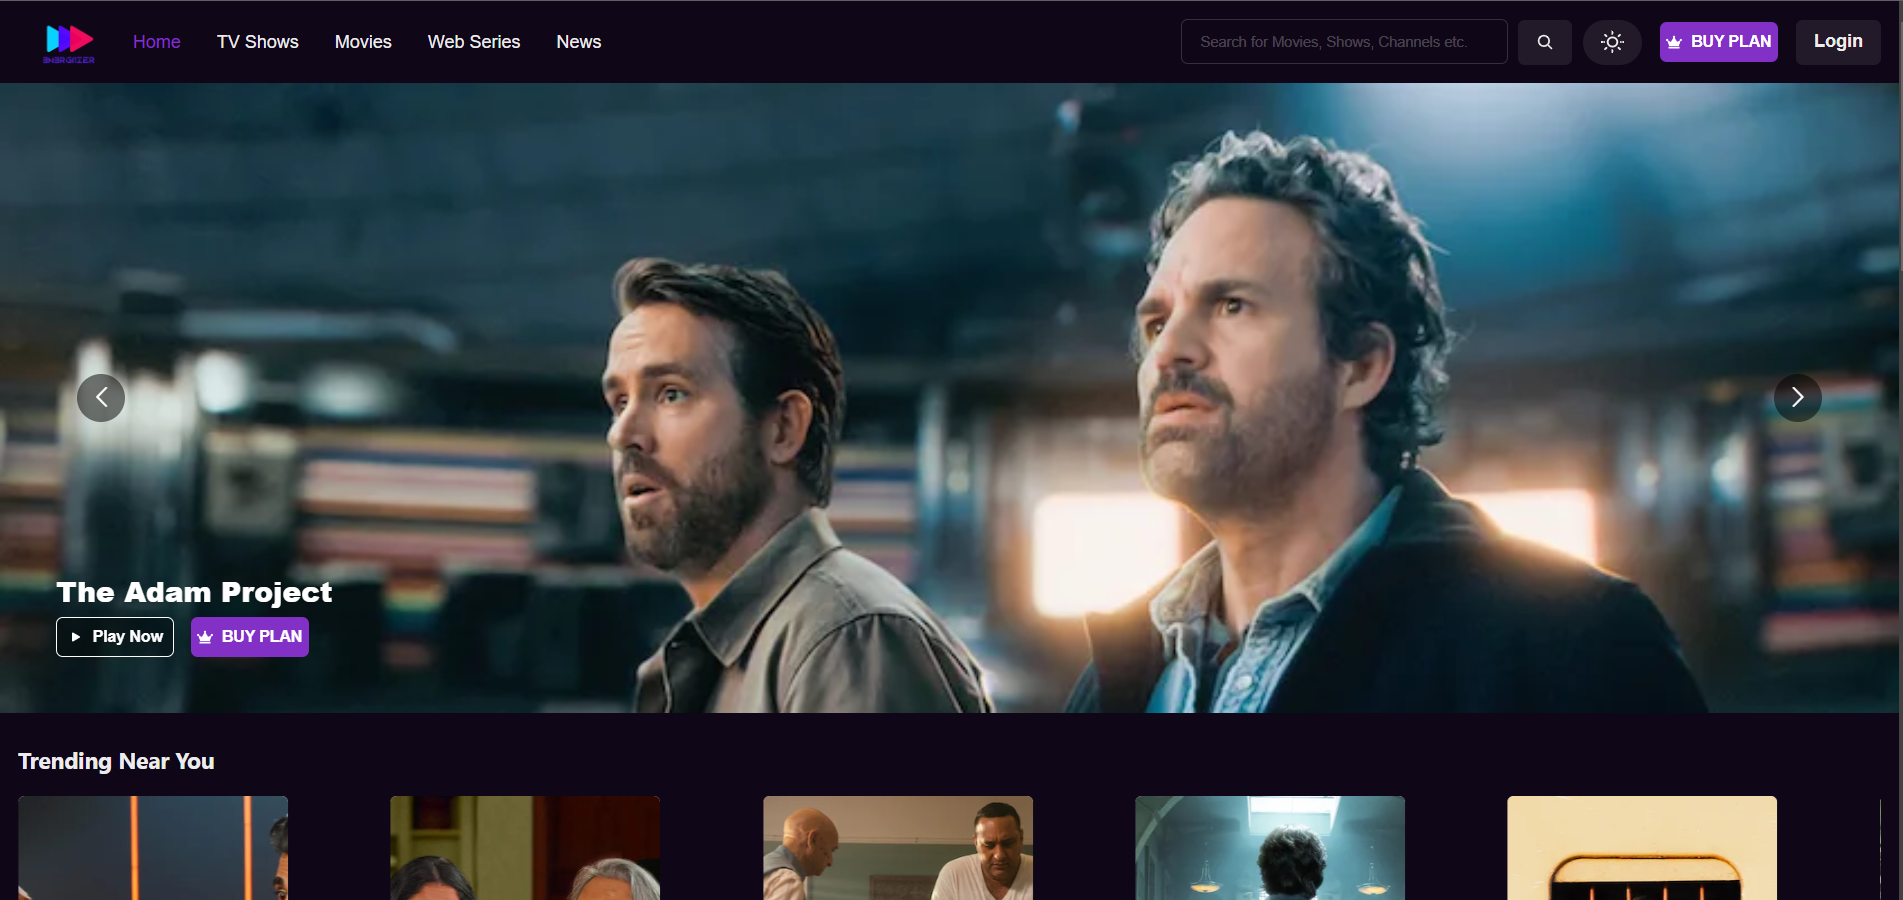 Home
TV Shows
Movies
Web Series
News
Search for Movies, Shows, Channels etc.
BUY PLAN
Login
The Adam Project
Play Now
BUY PLAN
Trending Near You